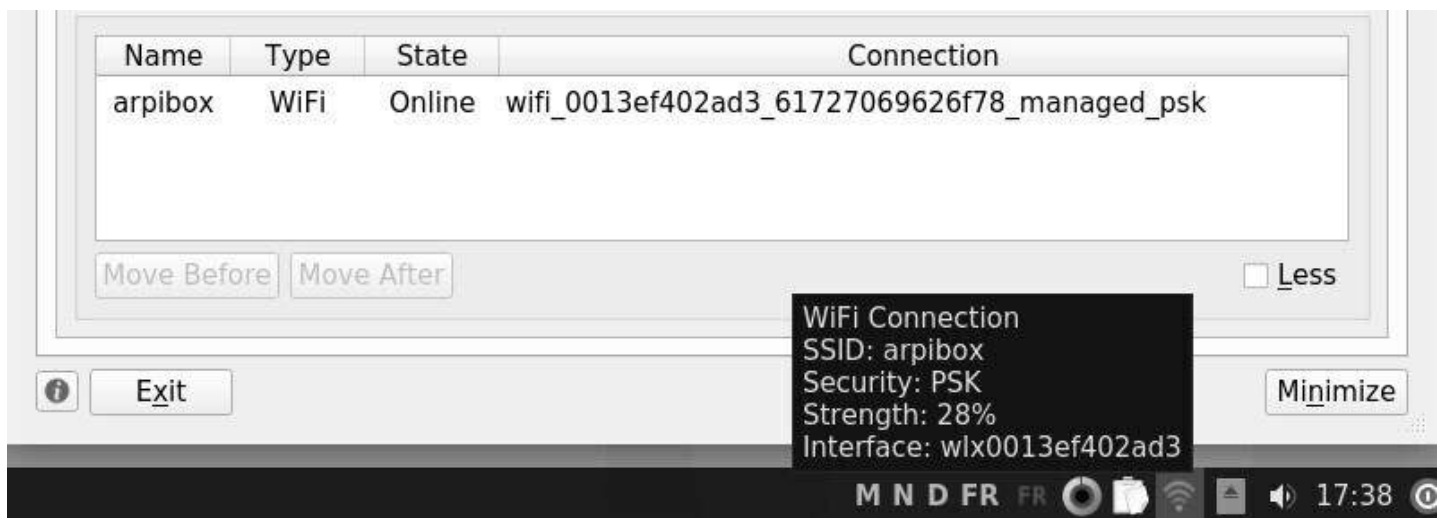 Name Type State Connection
arpibox WiFi Online wifi_0013ef402ad3_61727069626f78_managed_psk
Move Before Move After Less
WiFi Connection
SSID: arpibox
Security: PSK
Strength: 28%
Interface: wlx0013ef402ad3
Exit Minimize
M N D FR FR 17:38